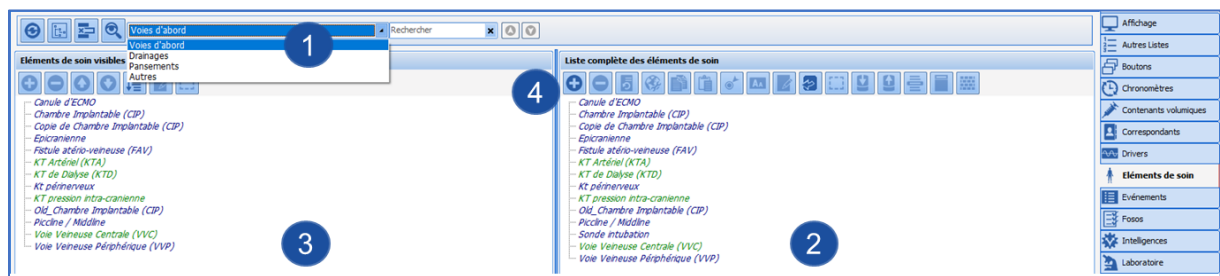 Voies d'abord
Rechercher
Voies d'abord
Drainages
Pansements
Autres
1
Eléments de soin visibles
Canule d'ECMO
Chambre Implantable (CIP)
Copie de Chambre Implantable (CIP)
Epicranienne
Fistule atério-veineuse (FAV)
KT Artériel (KTA)
KT de Dialyse (KTD)
Kt périnerveux
KT pression intra-cranienne
Old_Chambre Implantable (CIP)
Piccline / Middline
Voie Veineuse Centrale (VVC)
Voie Veineuse Périphérique (VVP)
3
4
Liste complète des éléments de soin
Aa
Canule d'ECMO
Chambre Implantable (CIP)
Copie de Chambre Implantable (CIP)
Epicranienne
Fistule atério-veineuse (FAV)
KT Artériel (KTA)
KT de Dialyse (KTD)
Kt périnerveux
KT pression intra-cranienne
Old_Chambre Implantable (CIP)
Piccline / Middline
Sonde intubation
Voie Veineuse Centrale (VVC)
Voie Veineuse Périphérique (VVP)
2
Affichage
Autres Listes
Boutons
Chronomètres
Contenants volumiques
Correspondants
Drivers
Eléments de soin
Evénements
Fosos
Intelligences
Laboratoire